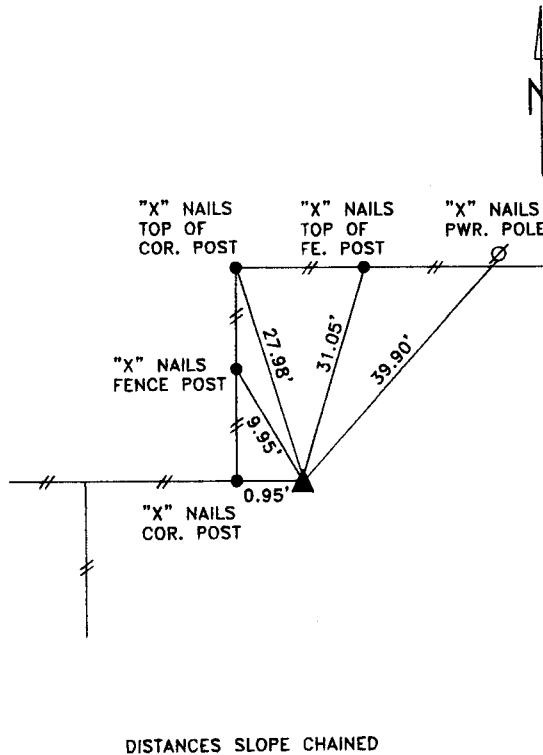 N
"X" NAILS
TOP OF
COR. POST
"X" NAILS
TOP OF
FE. POST
"X" NAILS
PWR. POLE
27.98'
31.05'
39.90'
"X" NAILS
FENCE POST
9.95'
0.95'
"X" NAILS
COR. POST
DISTANCES SLOPE CHAINED